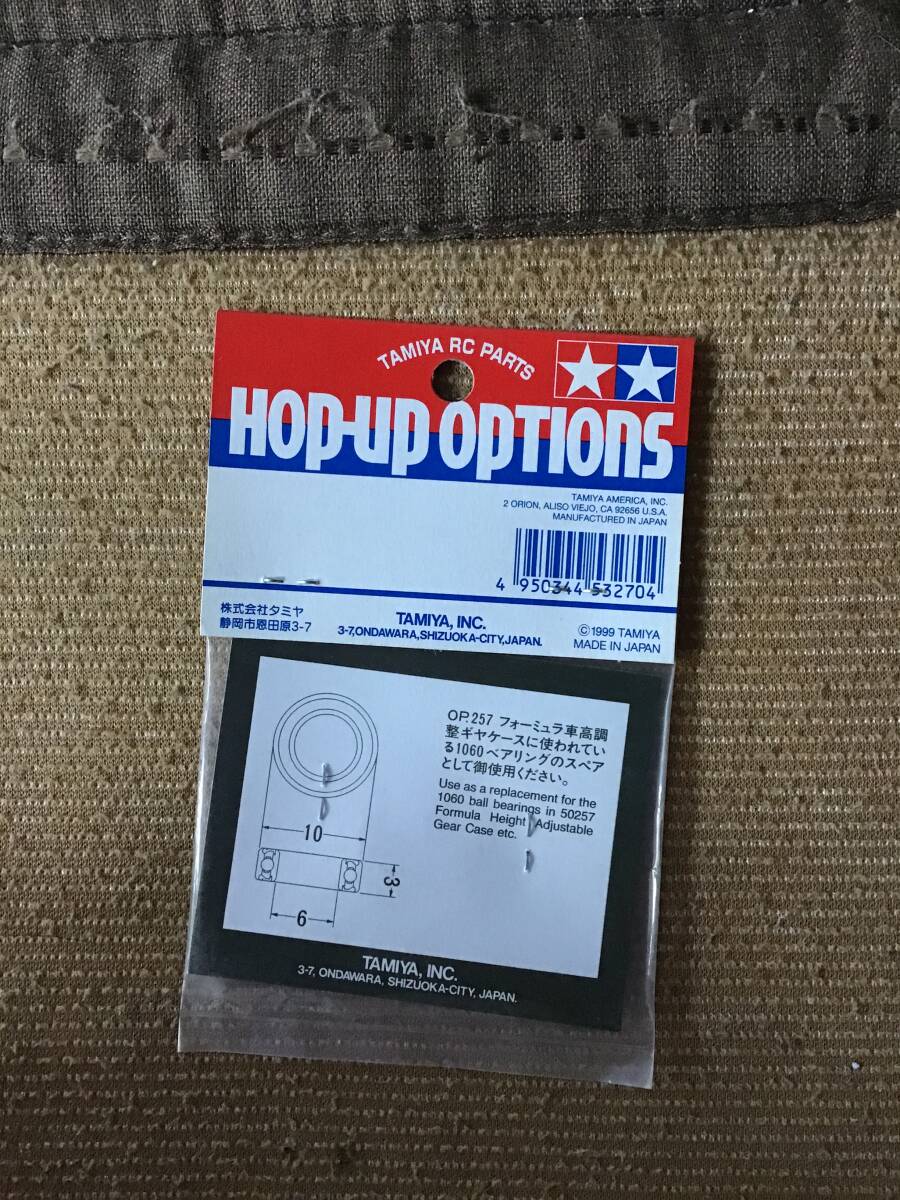 TAMIYA RC PARTS
HOP-UP OPTIONS
TAMIYA AMERICA, INC.
2 ORION, ALISO VIEJO, CA 92656 U.S.A.
MANUFACTURED IN JAPAN
4 950344 532704
株式会社タミヤ
静岡市恩田原3-7
TAMIYA, INC.
3-7,ONDAWARA,SHIZUOKA-CITY,JAPAN.
©1999 TAMIYA
MADE IN JAPAN
OP.257 フォーミュラ車高調
整ギヤケースに使われてい
る1060ベアリングのスペア
として御使用ください。
Use as a replacement for the
1060 ball bearings in 50257
Formula Height Adjustable
Gear Case etc.
10
3
6
TAMIYA, INC.
3-7, ONDAWARA, SHIZUOKA-CITY, JAPAN.